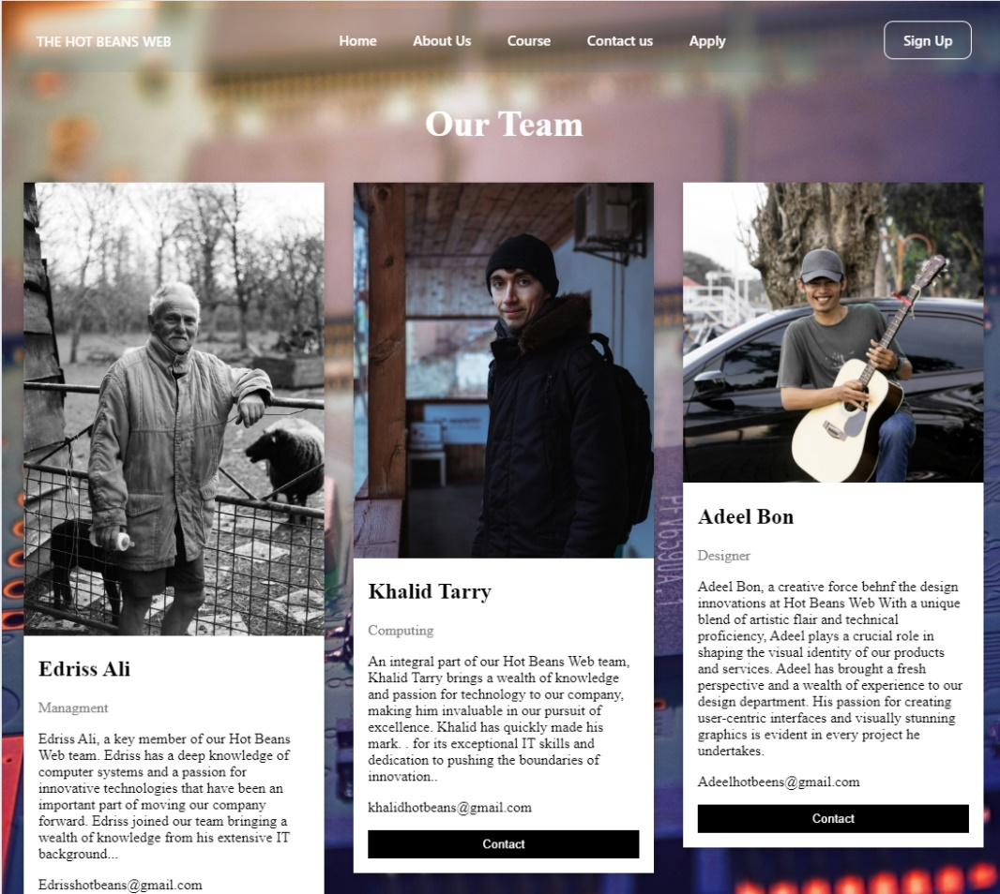 THE HOT BEANS WEB
Home
About Us
Course
Contact us
Apply
Sign Up
Our Team
Edriss Ali
Managment
Edriss Ali, a key member of our Hot Beans
Web team. Edriss has a deep knowledge of
computer systems and a passion for
innovative technologies that have been an
important part of moving our company
forward. Edriss joined our team bringing a
wealth of knowledge from his extensive IT
background...
Edrisshotbeans@gmail.com
Khalid Tarry
Computing
An integral part of our Hot Beans Web team,
Khalid Tarry brings a wealth of knowledge
and passion for technology to our company,
making him invaluable in our pursuit of
excellence. Khalid has quickly made his
mark. . for its exceptional IT skills and
dedication to pushing the boundaries of
innovation..
khalidhotbeans@gmail.com
Contact
Adeel Bon
Designer
Adeel Bon, a creative force behnf the design
innovations at Hot Beans Web With a unique
blend of artistic flair and technical
proficiency, Adeel plays a crucial role in
shaping the visual identity of our products
and services. Adeel has brought a fresh
perspective and a wealth of experience to our
design department. His passion for creating
user-centric interfaces and visually stunning
graphics is evident in every project he
undertakes.
Adeelhotbeens@gmail.com
Contact